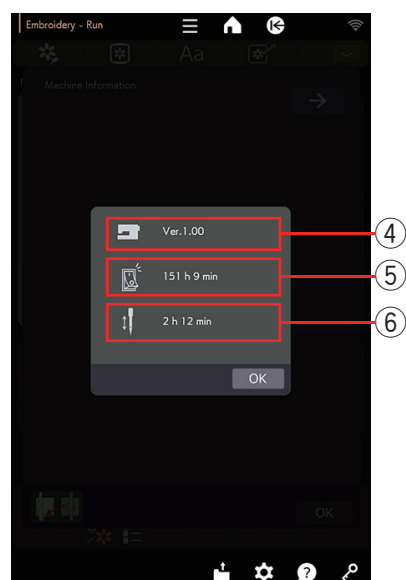 Embroidery - Run
Aa
Machine Information
Ver.1.00
④
151 h 9 min
⑤
2 h 12 min
⑥
OK
OK
?